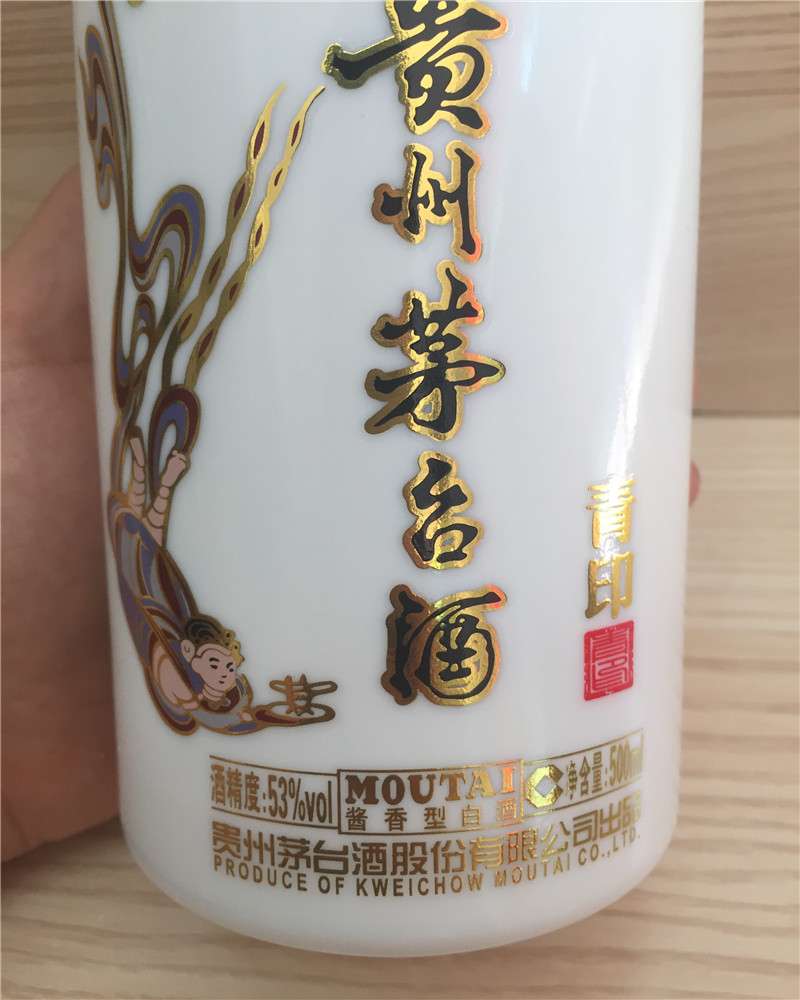 贵州茅台酒
青印
酒精度:53%vol
MOUTAI
酱香型白酒
净含量:500ml
贵州茅台酒股份有限公司出品
PRODUCE OF KWEICHOW MOUTAI CO.,LTD.